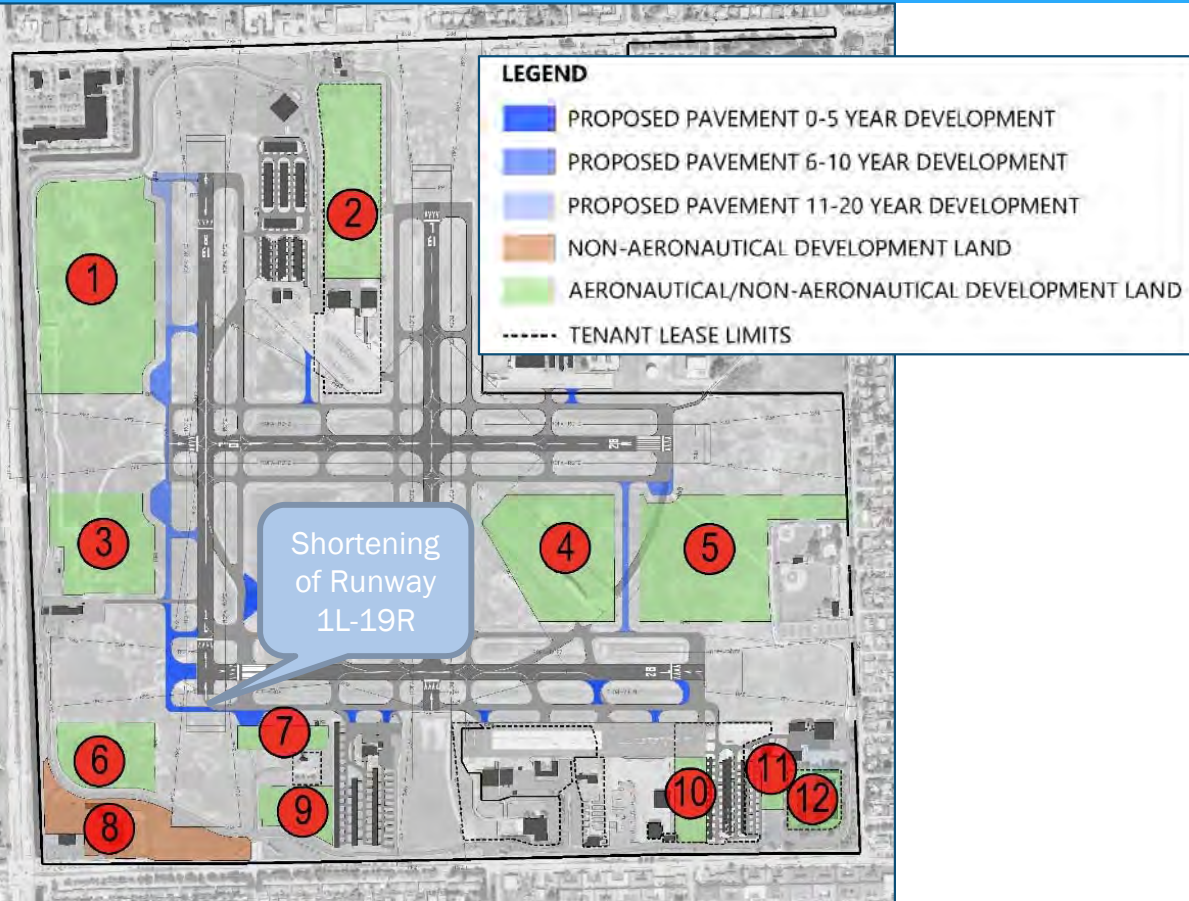 LEGEND
PROPOSED PAVEMENT 0-5 YEAR DEVELOPMENT
PROPOSED PAVEMENT 6-10 YEAR DEVELOPMENT
PROPOSED PAVEMENT 11-20 YEAR DEVELOPMENT
NON-AERONAUTICAL DEVELOPMENT LAND
AERONAUTICAL/NON-AERONAUTICAL DEVELOPMENT LAND
TENANT LEASE LIMITS
2
1
28
3
4
5
Shortening
of Runway
1L-19R
28
6
7
8
9
10
11
12